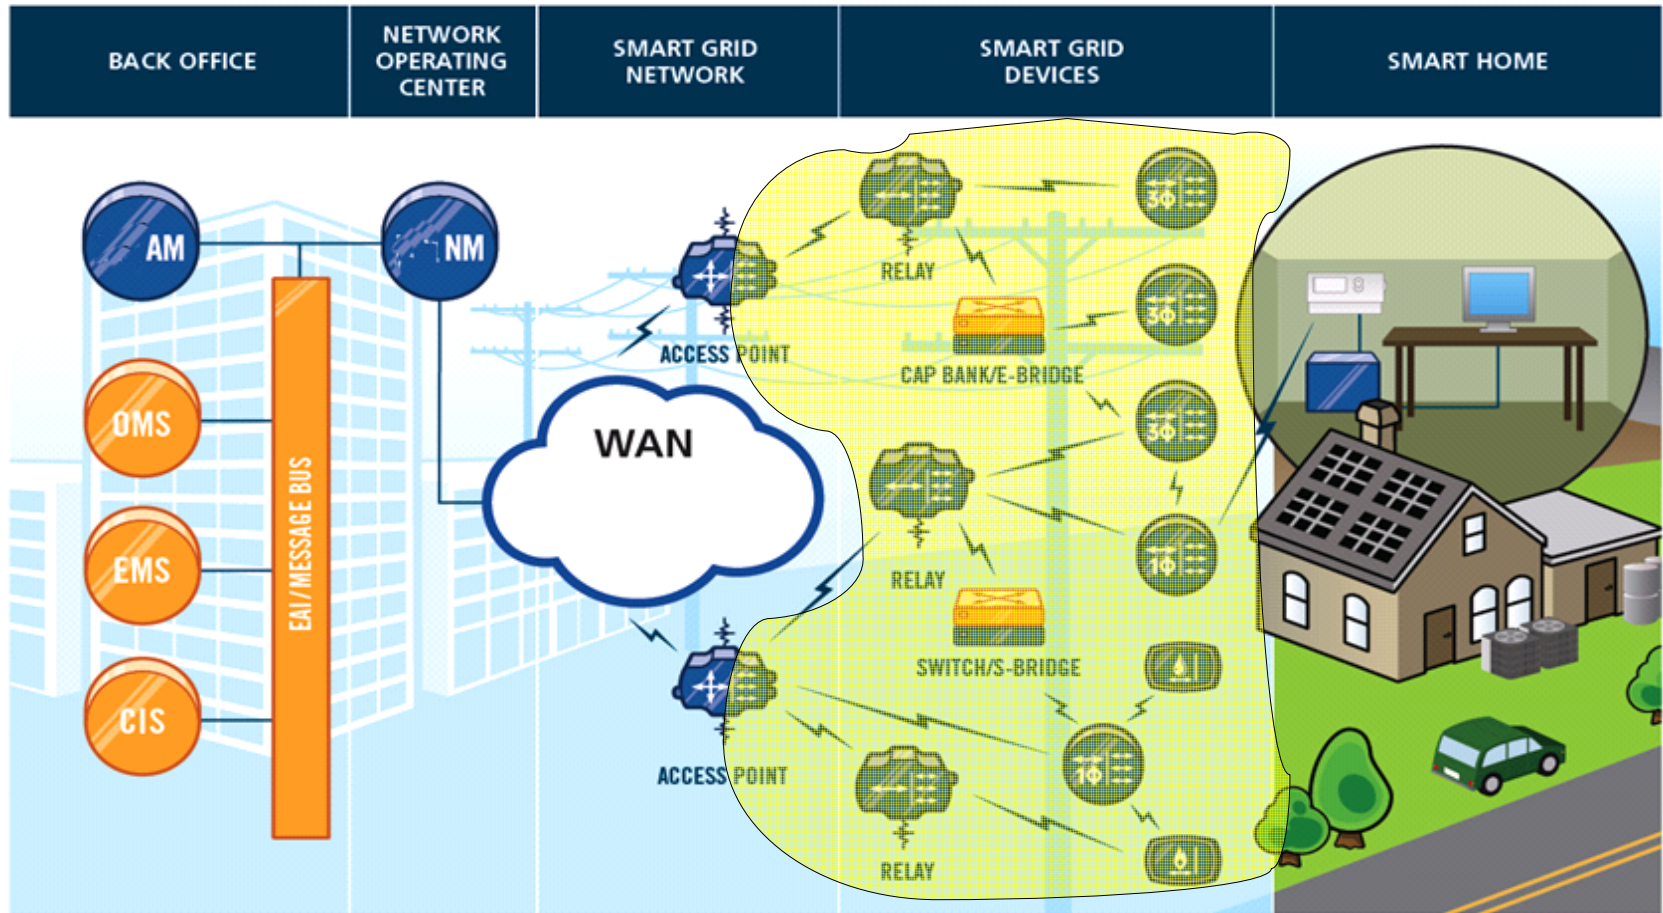 BACK OFFICE
NETWORK
OPERATING
CENTER
SMART GRID
NETWORK
SMART GRID
DEVICES
SMART HOME
AM
NM
OMS
EMS
CIS
EAI/MESSAGE BUS
WAN
ACCESS POINT
ACCESS POINT
RELAY
CAP BANK/E-BRIDGE
RELAY
SWITCH/S-BRIDGE
RELAY
3Φ
3Φ
3Φ
1Φ
1Φ